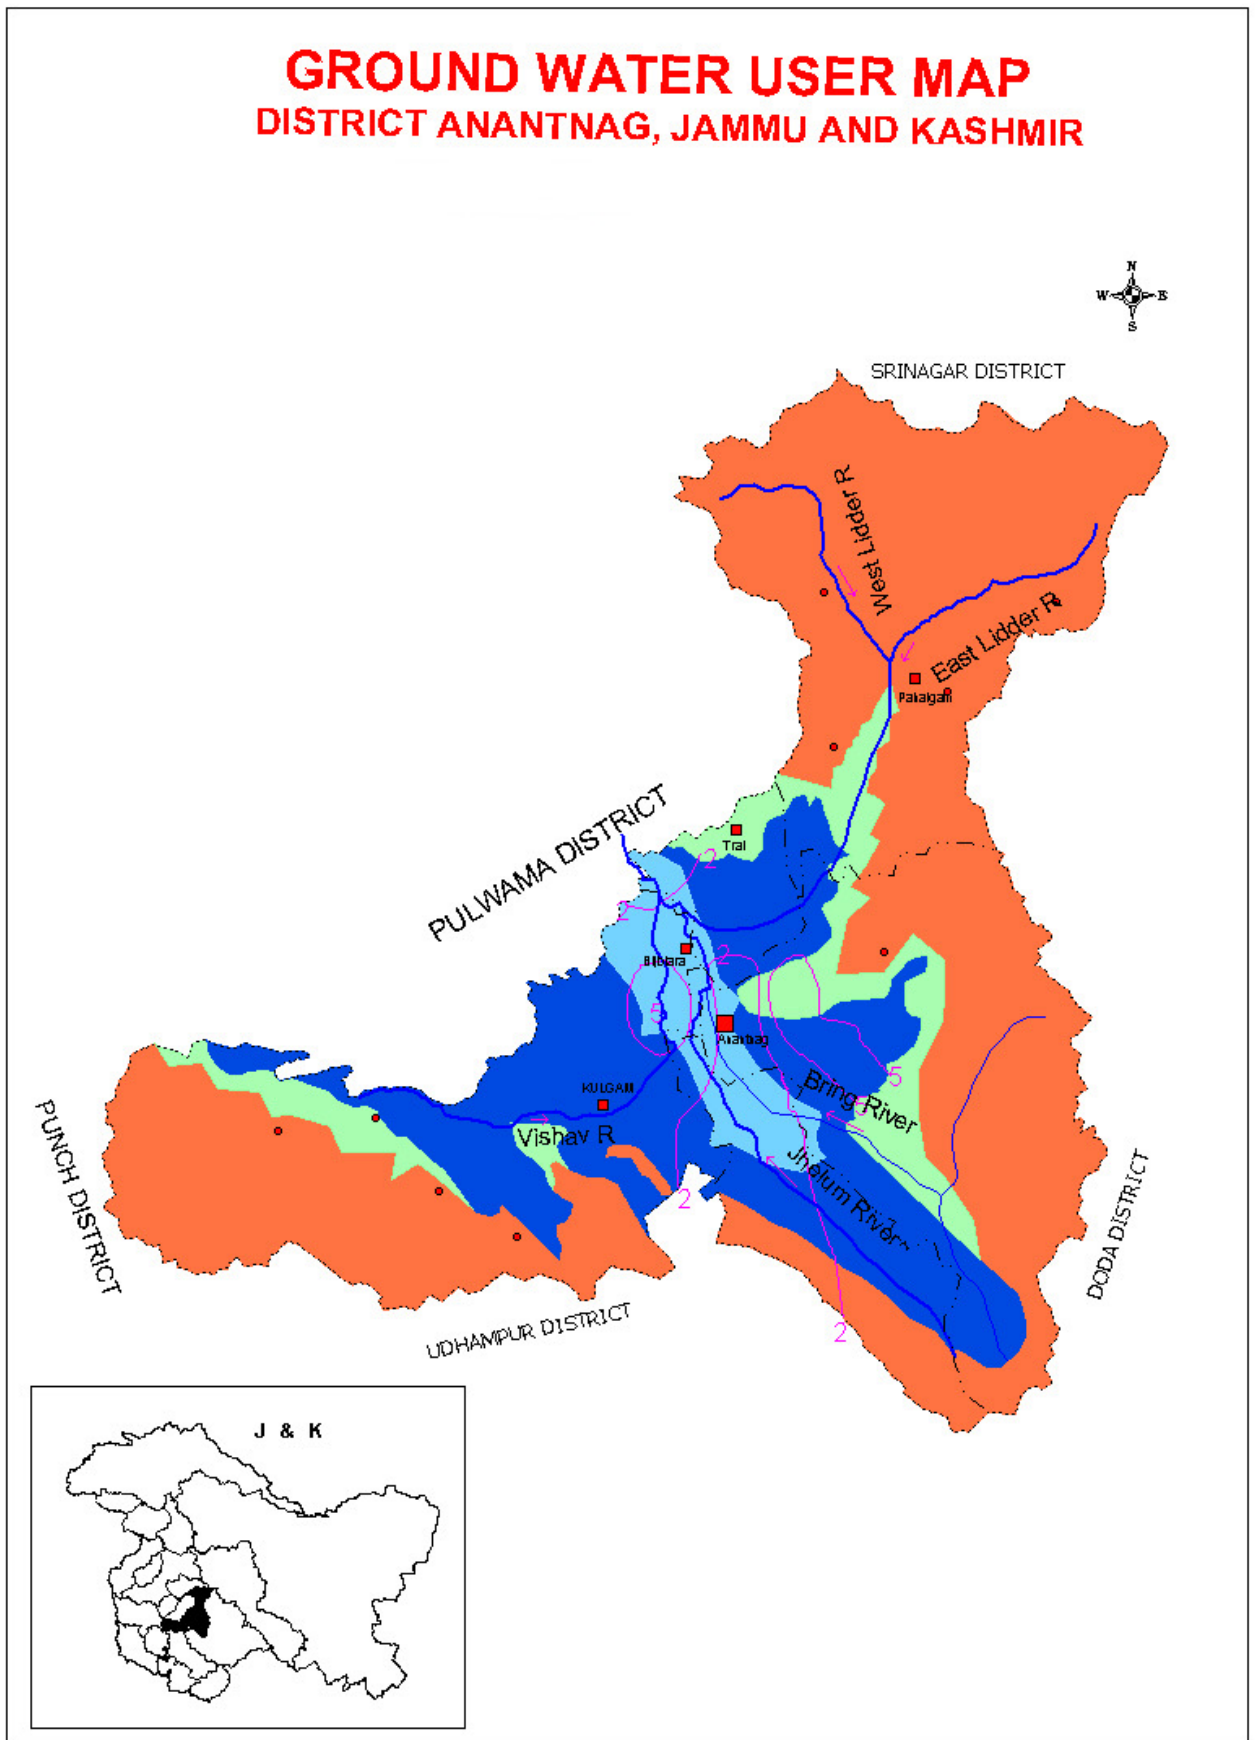 GROUND WATER USER MAP
DISTRICT ANANTNAG, JAMMU AND KASHMIR
N
W E
S
SRINAGAR DISTRICT
West Lidder R
East Lidder R
Pahalgam
PULWAMA DISTRICT
Tral
2
2
2
Bijbiara
5
Anantnag
5
5
KULGAM
Bring River
Vishav R
Jhelum River
2
2
PUNCH DISTRICT
DODA DISTRICT
UDHAMPUR DISTRICT
J & K